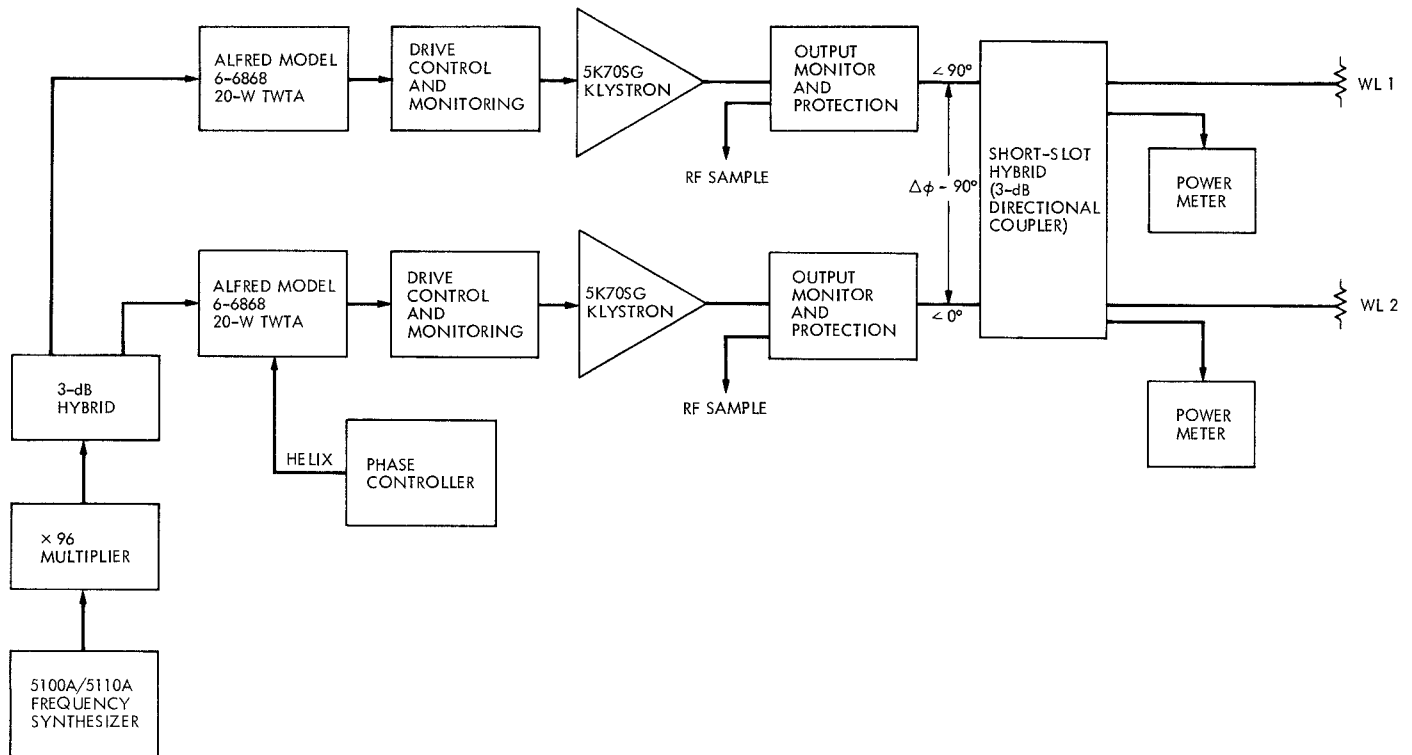 ALFRED MODEL
6-6868
20-W TWTA
DRIVE
CONTROL
AND
MONITORING
5K70SG
KLYSTRON
RF SAMPLE
OUTPUT
MONITOR
AND
PROTECTION
< 90°
Δϕ - 90°
SHORT-SLOT
HYBRID
(3-dB
DIRECTIONAL
COUPLER)
WL 1
POWER
METER
ALFRED MODEL
6-6868
20-W TWTA
DRIVE
CONTROL
AND
MONITORING
5K70SG
KLYSTRON
RF SAMPLE
OUTPUT
MONITOR
AND
PROTECTION
< 0°
WL 2
POWER
METER
3-dB
HYBRID
HELIX
PHASE
CONTROLLER
× 96
MULTIPLIER
5100A/5110A
FREQUENCY
SYNTHESIZER